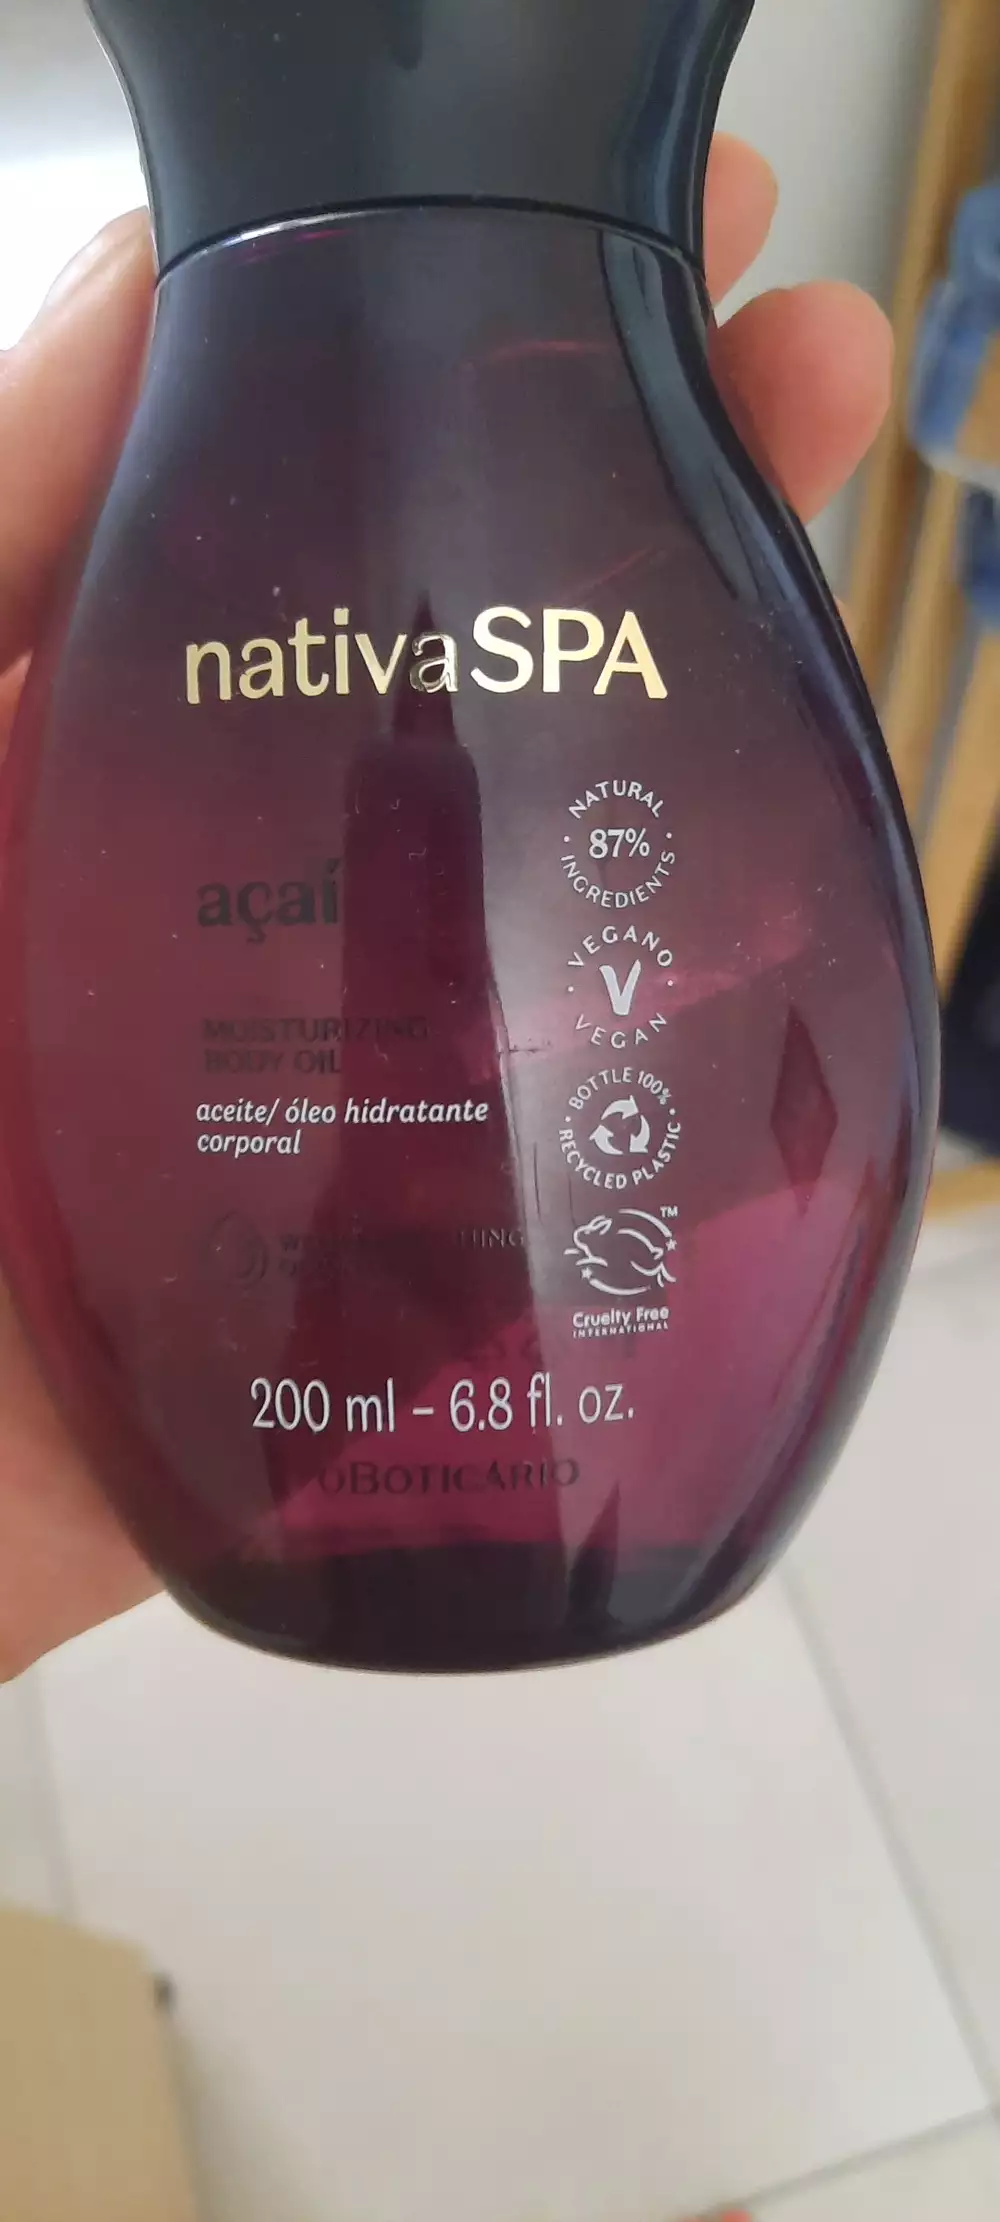 nativaSPA
NATURAL
87%
INGREDIENTS
açaí
VEGANO
V
VEGAN
MOISTURIZING
BODY OIL
aceite/ óleo hidratante
corporal
BOTTLE 100%
RECYCLED PLASTIC
TM
Cruelty Free
INTERNATIONAL
200 ml - 6.8 fl. oz.
oBOTICÁRIO